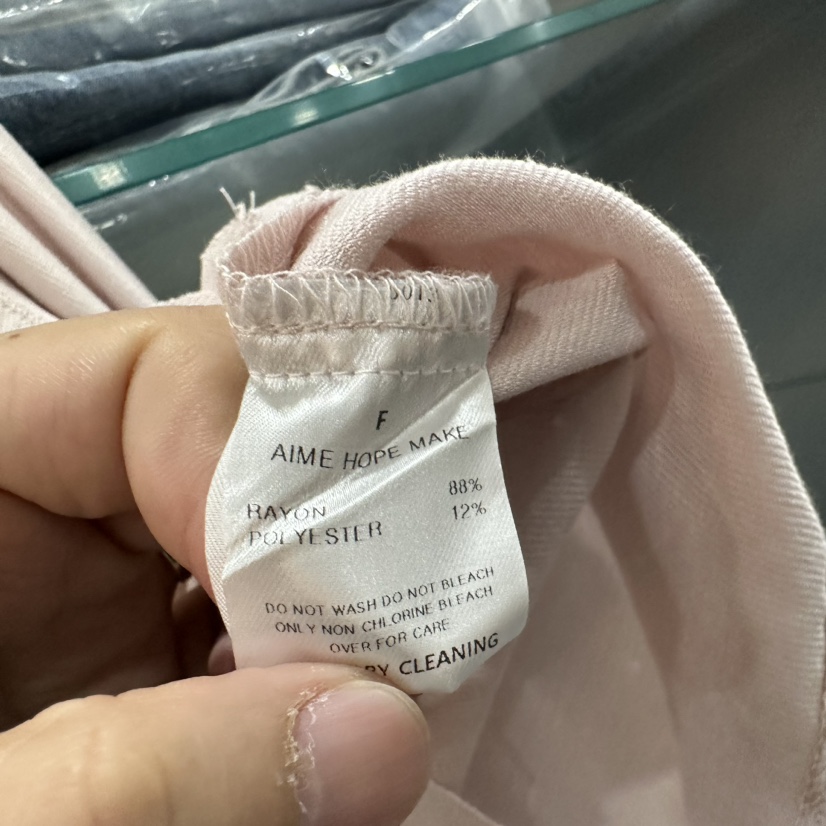 F
AIME HOPE MAKE
RAYON 88%
POLYESTER 12%
DO NOT WASH DO NOT BLEACH
ONLY NON CHLORINE BLEACH
OVER FOR CARE
CLEANING